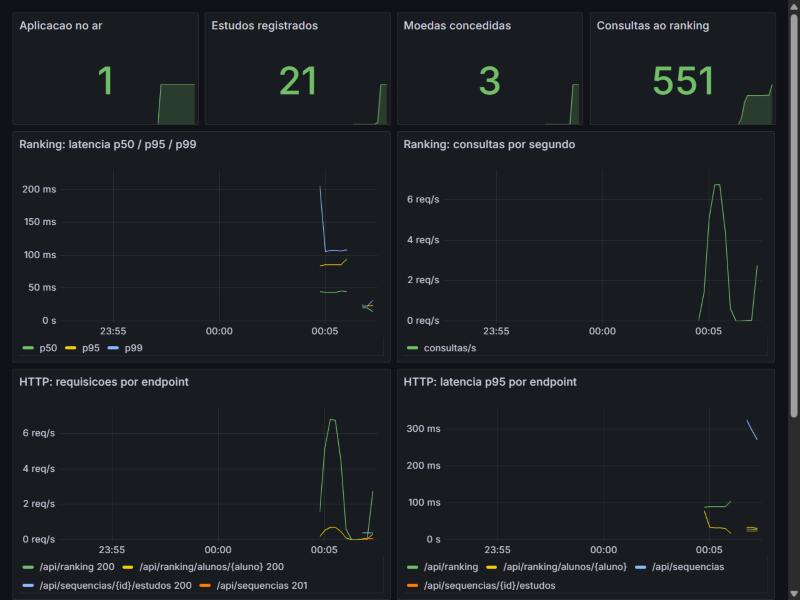 Aplicacao no ar
Estudos registrados
Moedas concedidas
Consultas ao ranking
1
21
3
551
Ranking: latencia p50 / p95 / p99
200 ms
150 ms
100 ms
50 ms
0 s
23:55
00:00
00:05
p50 p95 p99
Ranking: consultas por segundo
6 req/s
4 req/s
2 req/s
0 req/s
23:55
00:00
00:05
consultas/s
HTTP: requisicoes por endpoint
6 req/s
4 req/s
2 req/s
0 req/s
23:55
00:00
00:05
/api/ranking 200 /api/ranking/alunos/{aluno} 200
/api/sequencias/{id}/estudos 200 /api/sequencias 201
HTTP: latencia p95 por endpoint
300 ms
200 ms
100 ms
0 s
23:55
00:00
00:05
/api/ranking /api/ranking/alunos/{aluno} /api/sequencias
/api/sequencias/{id}/estudos